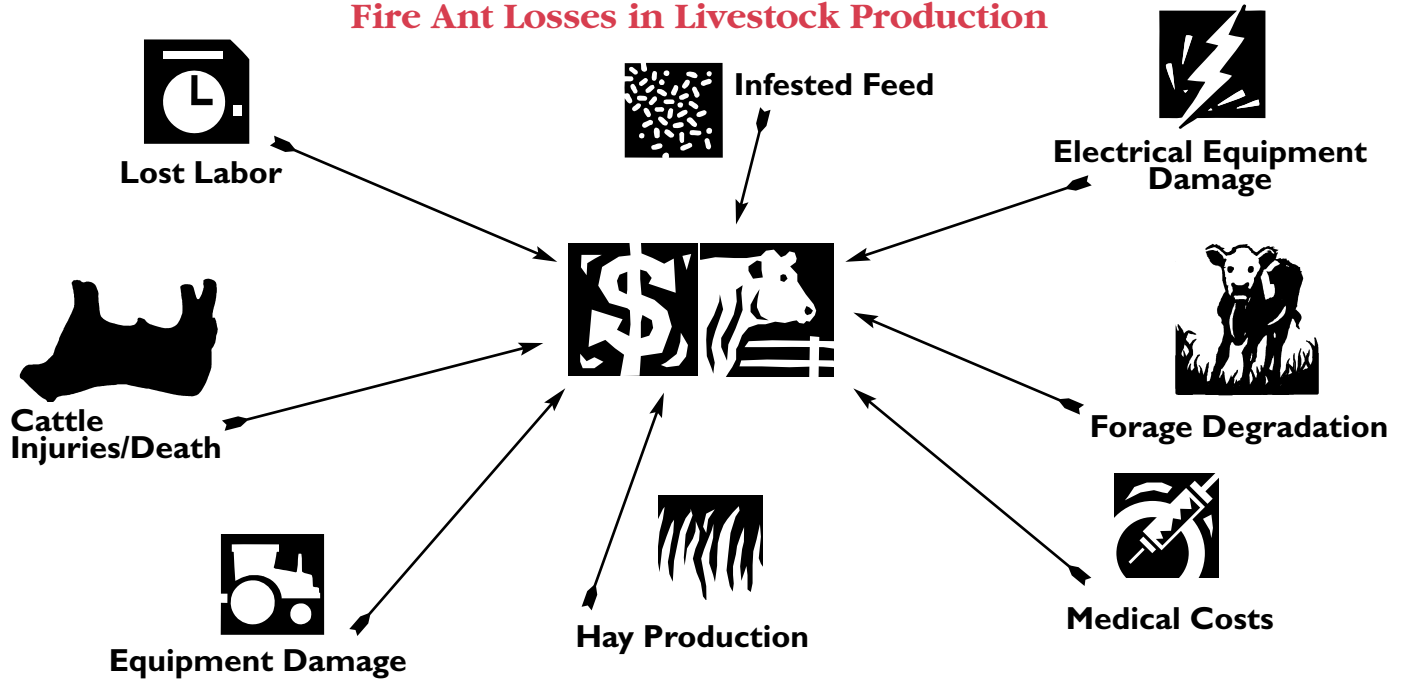 Fire Ant Losses in Livestock Production
Infested Feed
Lost Labor
Electrical Equipment
Damage
Cattle
Injuries/Death
Forage Degradation
Medical Costs
Hay Production
Equipment Damage
$